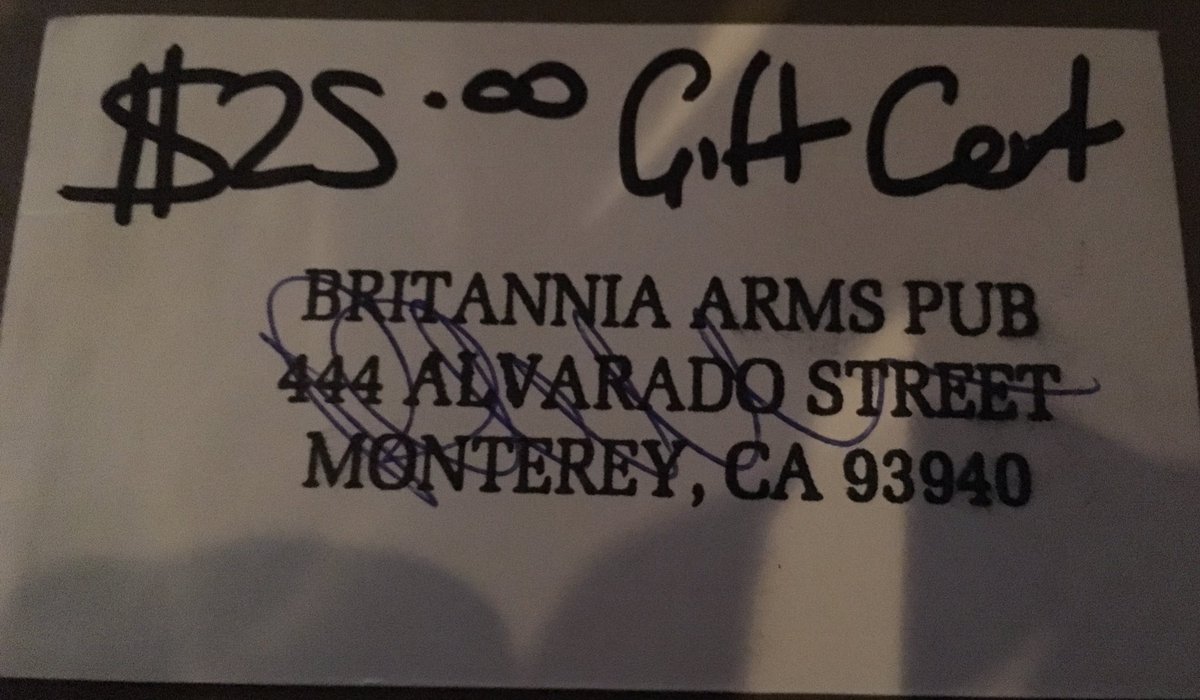 $25.00 Gift Cert
BRITANNIA ARMS PUB
444 ALVARADO STREET
MONTEREY, CA 93940